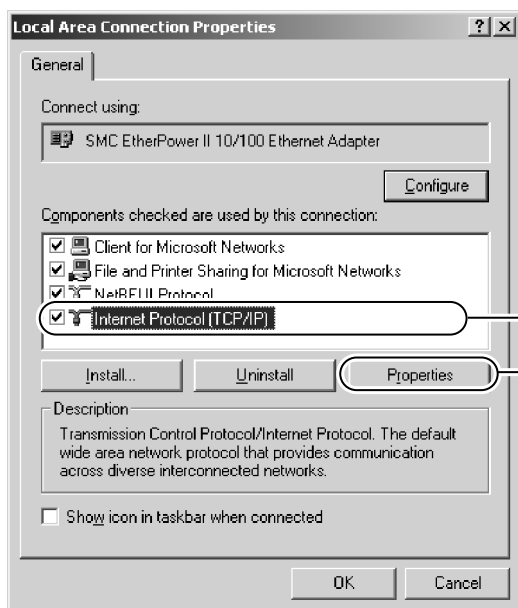 Local Area Connection Properties
General
Connect using:
SMC EtherPower II 10/100 Ethernet Adapter
Configure
Components checked are used by this connection:
Client for Microsoft Networks
File and Printer Sharing for Microsoft Networks
NetBEUI Protocol
Internet Protocol (TCP/IP)
Install...
Uninstall
Properties
Description
Transmission Control Protocol/Internet Protocol. The default
wide area network protocol that provides communication
across diverse interconnected networks.
Show icon in taskbar when connected
OK
Cancel